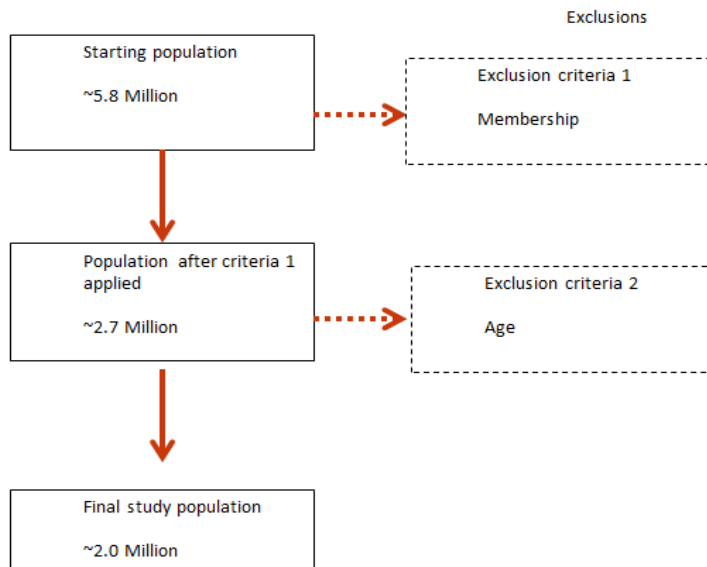 Exclusions
Starting population
~5.8 Million
Exclusion criteria 1
Membership
Population after criteria 1
applied
~2.7 Million
Exclusion criteria 2
Age
Final study population
~2.0 Million